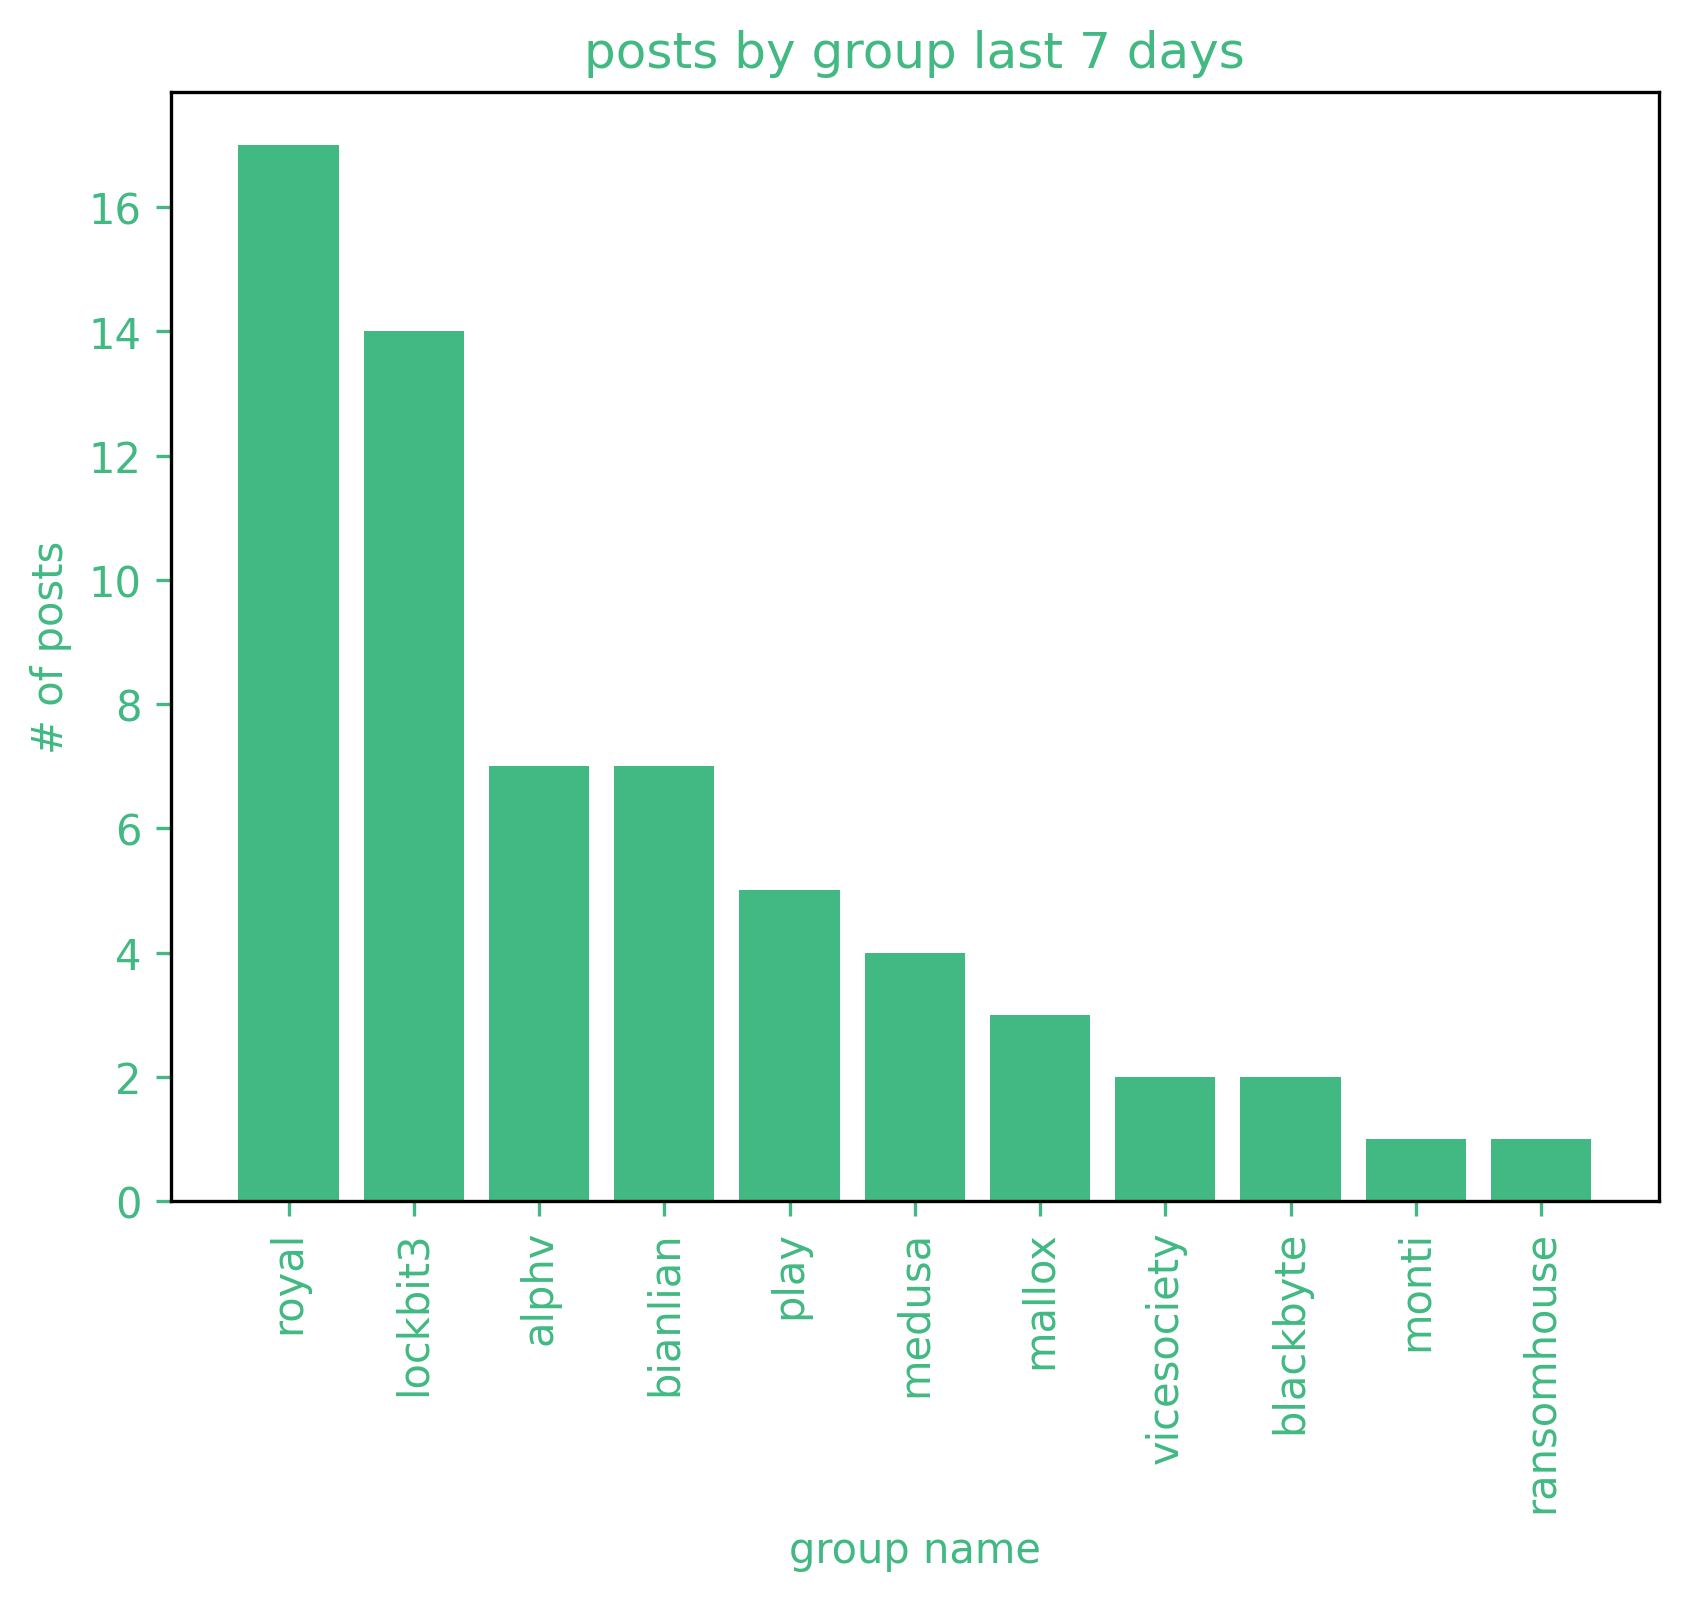 posts by group last 7 days
# of posts
16
14
12
10
8
6
4
2
0
royal
lockbit3
alphv
bianlian
play
medusa
mallox
vicesociety
blackbyte
monti
ransomhouse
group name